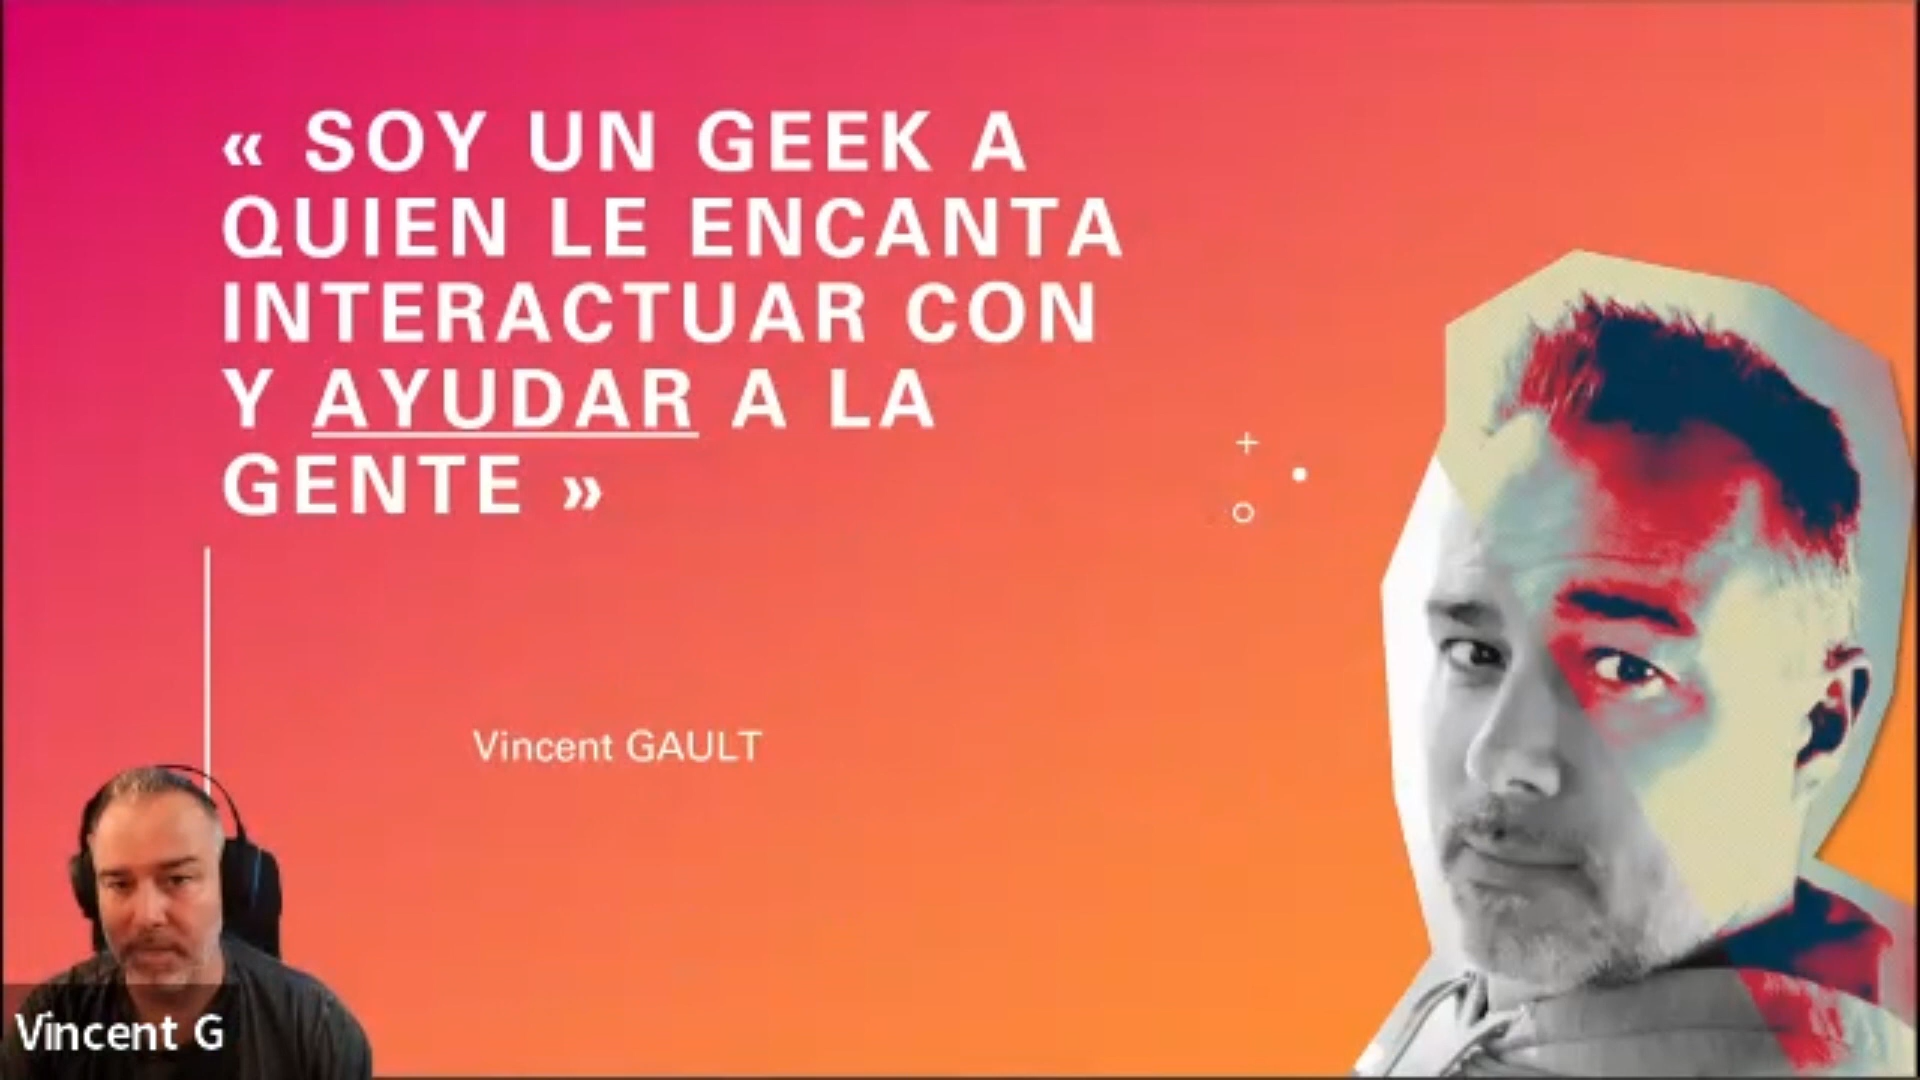 « SOY UN GEEK A
QUIEN LE ENCANTA
INTERACTUAR CON
Y AYUDAR A LA
GENTE »
Vincent GAULT
Vincent G